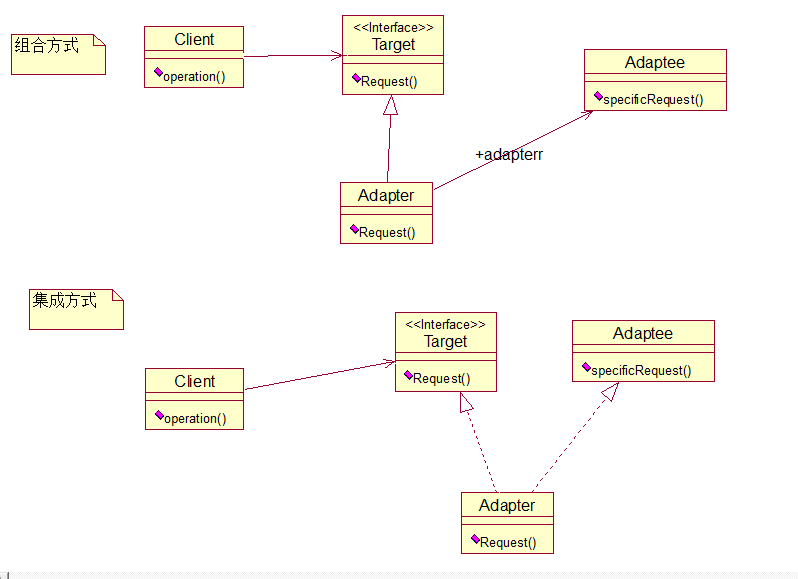 组合方式
Client
operation()
<<Interface>>
Target
Request()
Adaptee
specificRequest()
+adapterr
Adapter
Request()
集成方式
Client
operation()
<<Interface>>
Target
Request()
Adaptee
specificRequest()
Adapter
Request()